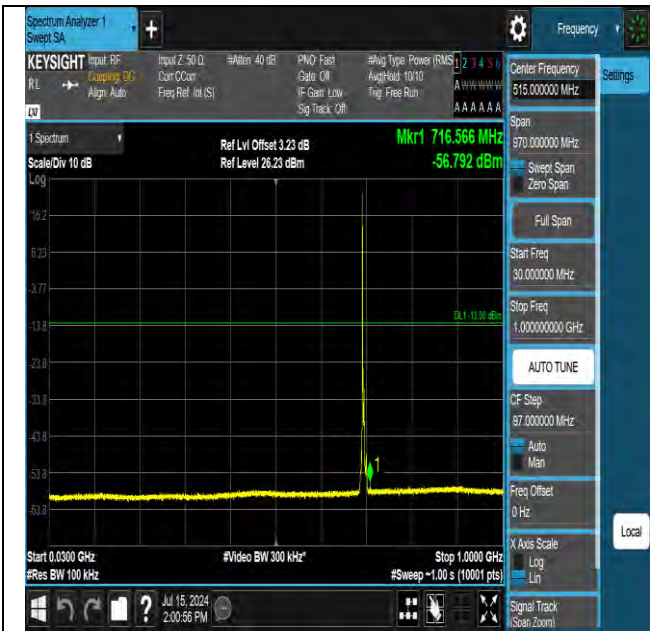 Spectrum Analyzer 1
Swept SA
+
Frequency
KEYSIGHT
RL
Input: RF
Coupling: DC
Align: Auto
Input Z: 50 Ω
Corr CCorr
Freq Ref: Int (S)
#Atten: 40 dB
PNO: Fast
Gate: Off
IF Gain: Low
Sig Track: Off
#Avg Type: Power (RMS
Avg|Hold: 10/10
Trig: Free Run
1 2 3 4 5 6
A W W W W W
A A A A A A
LXI
1 Spectrum
Scale/Div 10 dB
Log
Ref Lvl Offset 3.23 dB
Ref Level 26.23 dBm
Mkr1 716.566 MHz
-56.792 dBm
16.2
6.23
-3.77
-13.8
-23.8
-33.8
-43.8
-53.8
-63.8
DL1 -13.00 dBm
1
Start 0.0300 GHz
#Res BW 100 kHz
#Video BW 300 kHz*
Stop 1.0000 GHz
#Sweep ~1.00 s (10001 pts)
Center Frequency
515.000000 MHz
Settings
Span
970.000000 MHz
Swept Span
Zero Span
Full Span
Start Freq
30.000000 MHz
Stop Freq
1.000000000 GHz
AUTO TUNE
CF Step
97.000000 MHz
Auto
Man
Freq Offset
0 Hz
X Axis Scale
Log
Lin
Local
Signal Track
(Span Zoom)
?
Jul 15, 2024
2:00:56 PM